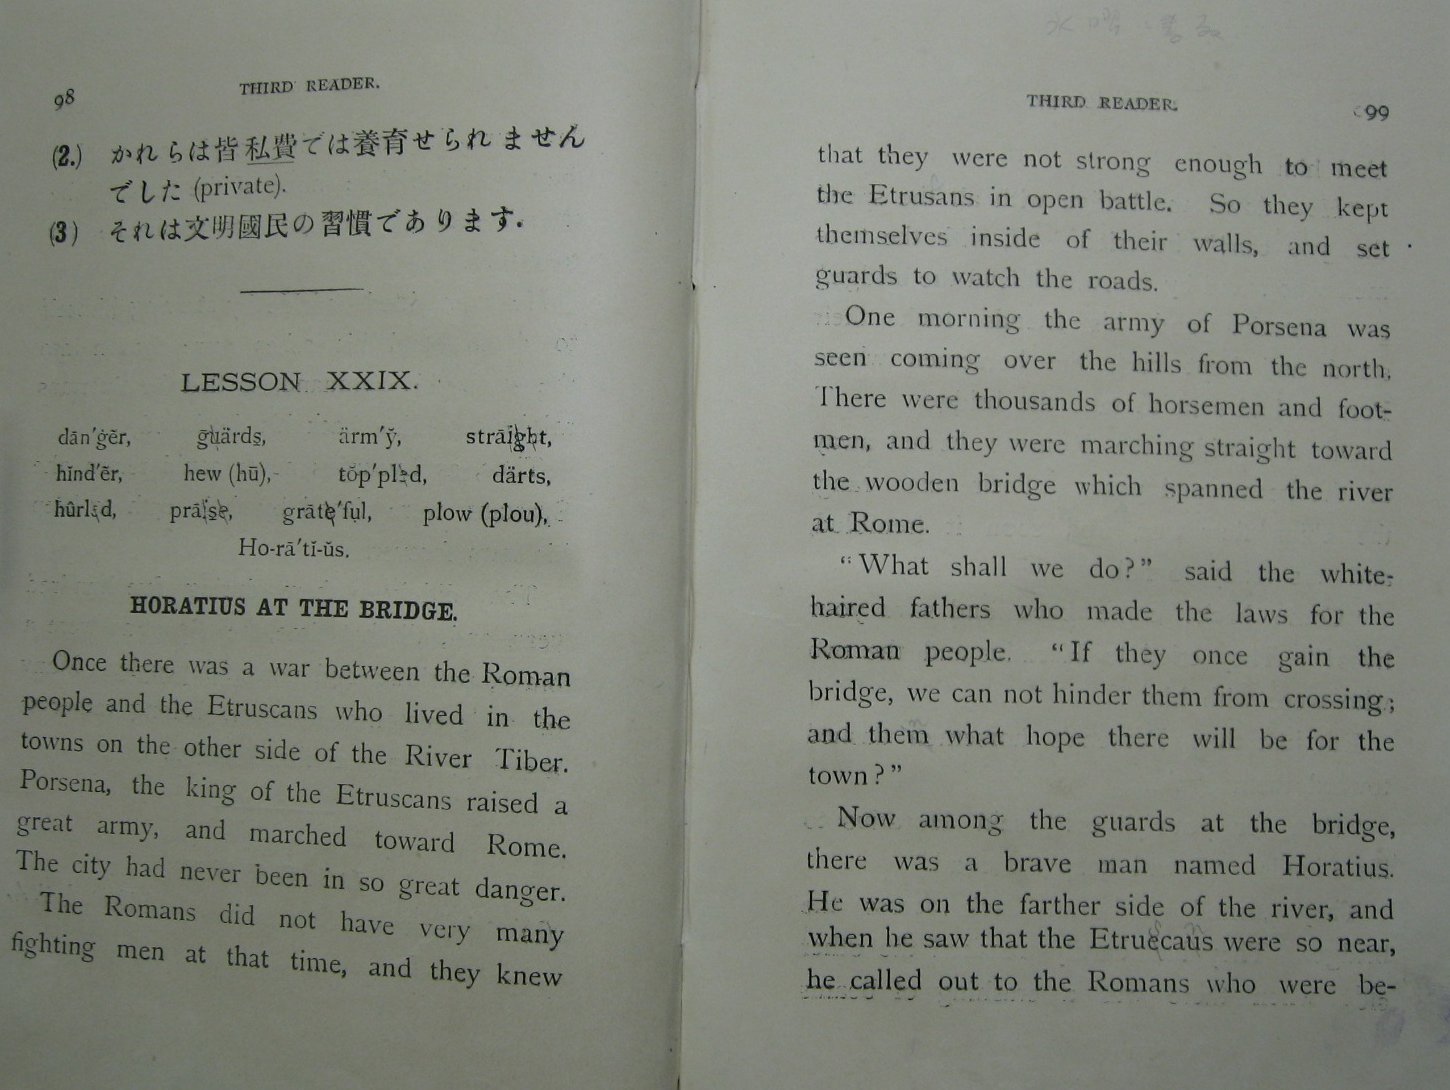 98
THIRD READER.
(2.) かれらは皆私費では養育せられません
でした (private).
(3) それは文明國民の習慣であります.
LESSON XXIX.
dān′ġẽr, g̅uärds̱, ärm′y̆, strāight,
hĭnd′ẽr, hew (hū), tŏp′pled, därts,
hûrled, prāis̱e, grāte′fụl, plow (plou),
Ho-rā′tĭ-ŭs.
HORATIUS AT THE BRIDGE.
Once there was a war between the Roman
people and the Etruscans who lived in the
towns on the other side of the River Tiber.
Porsena, the king of the Etruscans raised a
great army, and marched toward Rome.
The city had never been in so great danger.
The Romans did not have very many
fighting men at that time, and they knew
THIRD READER.
99
that they were not strong enough to meet
the Etrusans in open battle. So they kept
themselves inside of their walls, and set
guards to watch the roads.
One morning the army of Porsena was
seen coming over the hills from the north.
There were thousands of horsemen and foot-
men, and they were marching straight toward
the wooden bridge which spanned the river
at Rome.
“What shall we do?” said the white-
haired fathers who made the laws for the
Roman people. “If they once gain the
bridge, we can not hinder them from crossing;
and them what hope there will be for the
town?”
Now among the guards at the bridge,
there was a brave man named Horatius.
He was on the farther side of the river, and
when he saw that the Etruecaus were so near,
he called out to the Romans who were be-